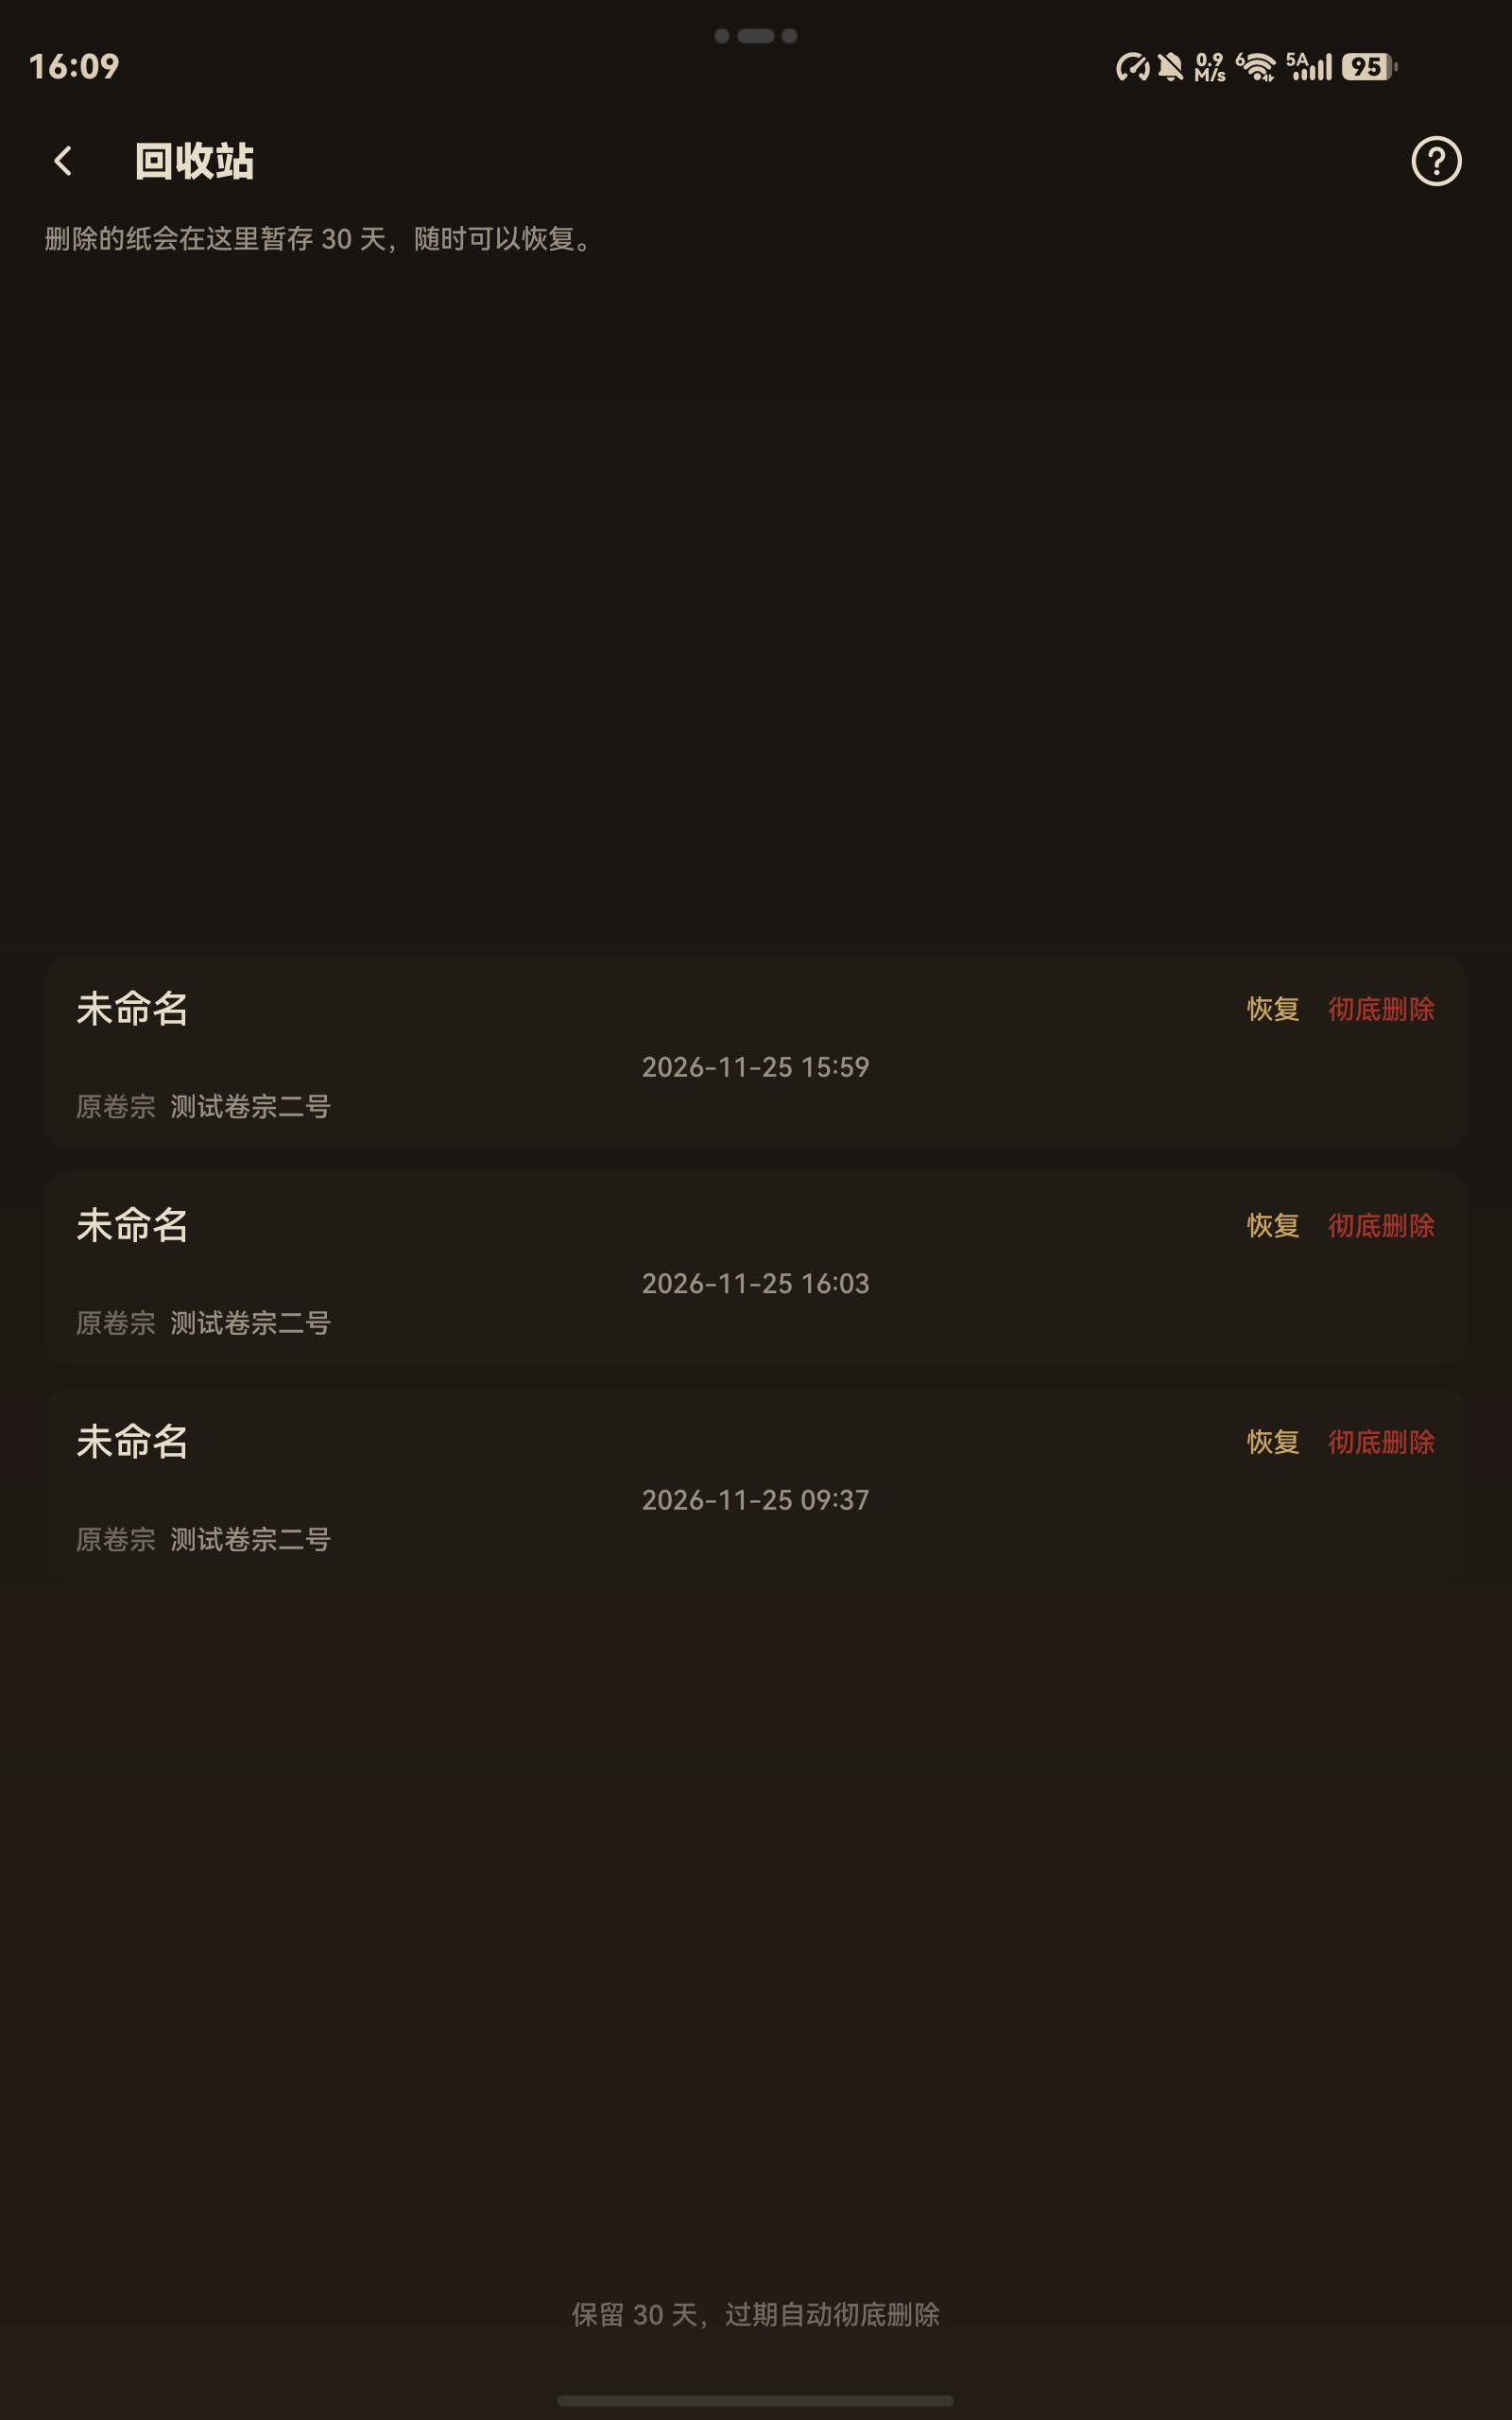 16:09
0.9 M/s 6 5A 95
回收站
删除的纸会在这里暂存 30 天，随时可以恢复。
未命名 恢复 彻底删除
2026-11-25 15:59
原卷宗 测试卷宗二号
未命名 恢复 彻底删除
2026-11-25 16:03
原卷宗 测试卷宗二号
未命名 恢复 彻底删除
2026-11-25 09:37
原卷宗 测试卷宗二号
保留 30 天，过期自动彻底删除